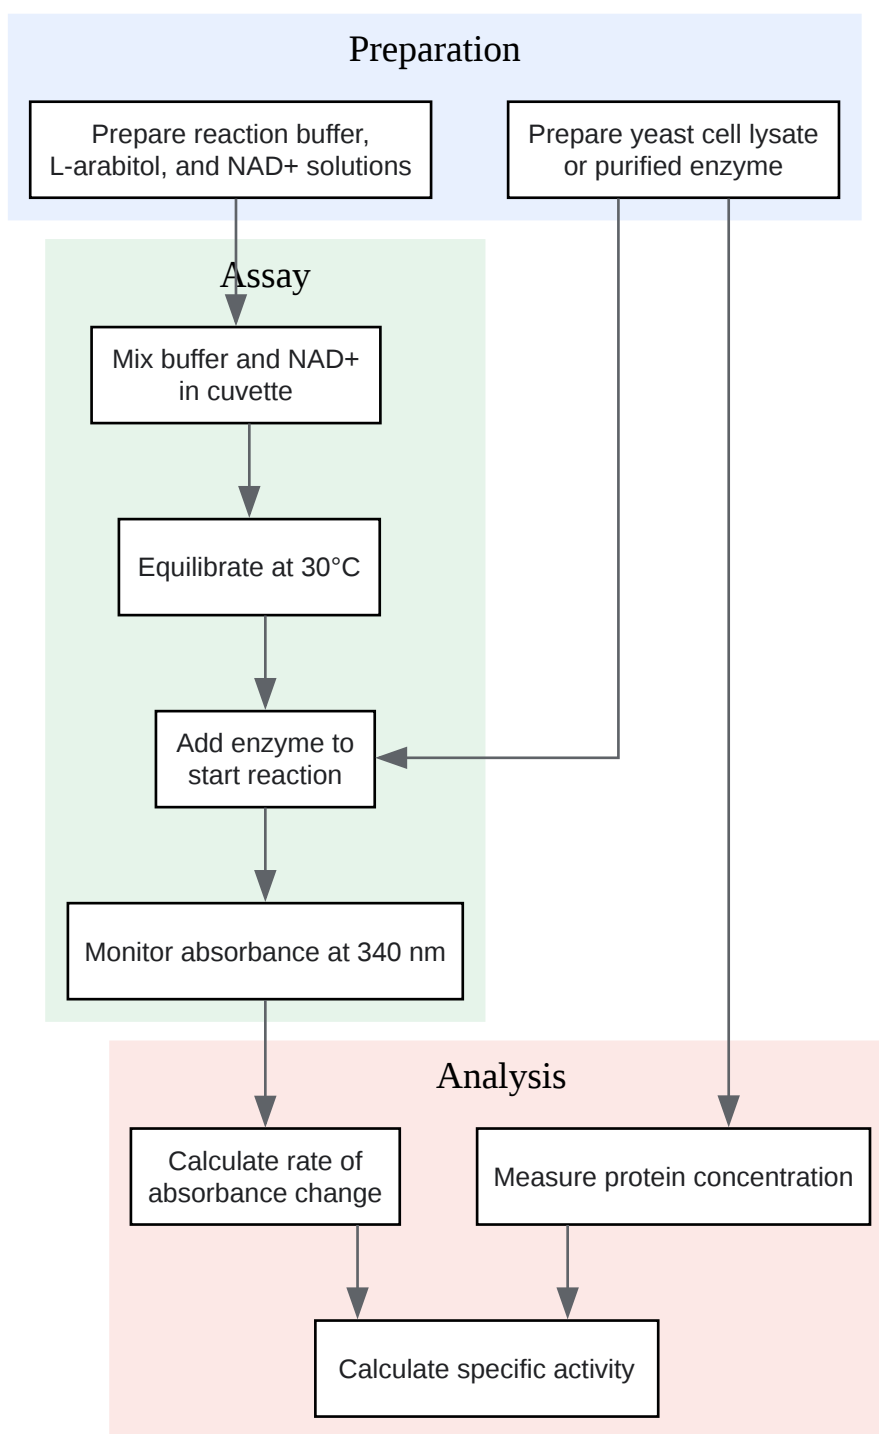 Preparation
Prepare reaction buffer,
L-arabitol, and NAD+ solutions
Prepare yeast cell lysate
or purified enzyme
Assay
Mix buffer and NAD+
in cuvette
Equilibrate at 30°C
Add enzyme to
start reaction
Monitor absorbance at 340 nm
Analysis
Calculate rate of
absorbance change
Measure protein concentration
Calculate specific activity